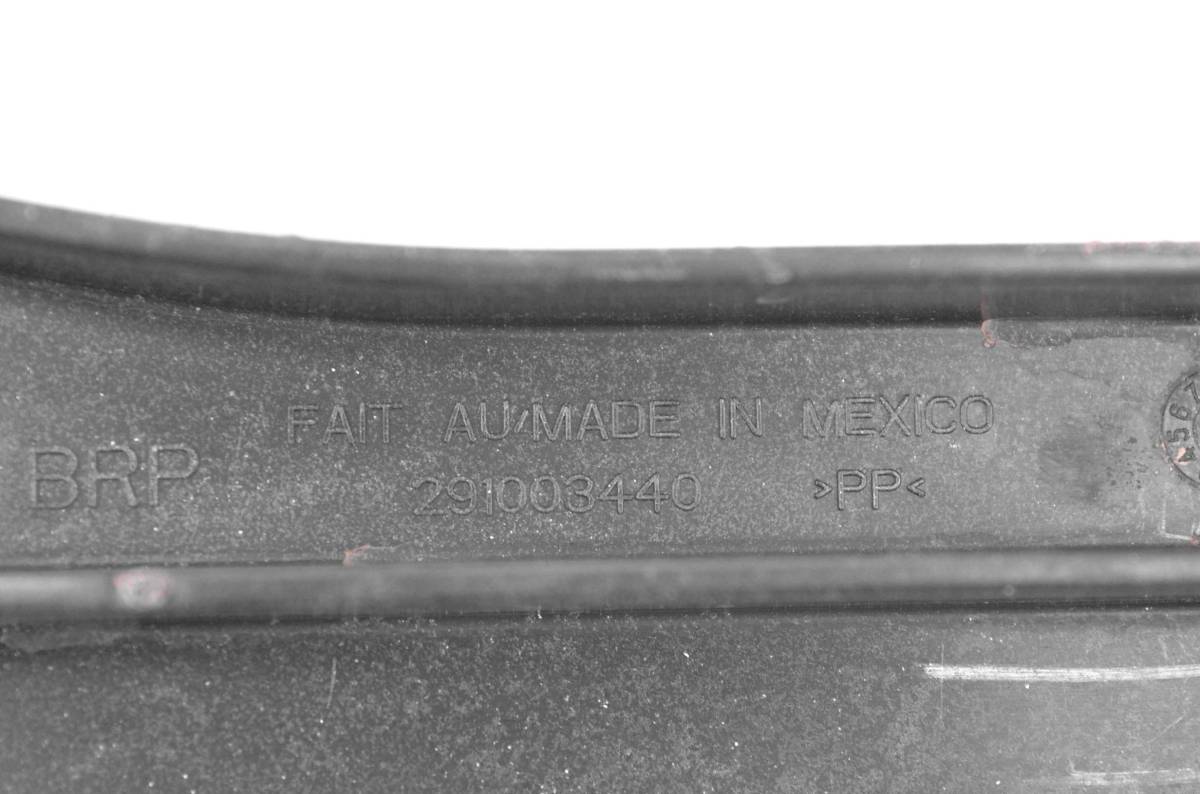 FAIT AU/MADE IN MEXICO
BRP
291003440 >PP<